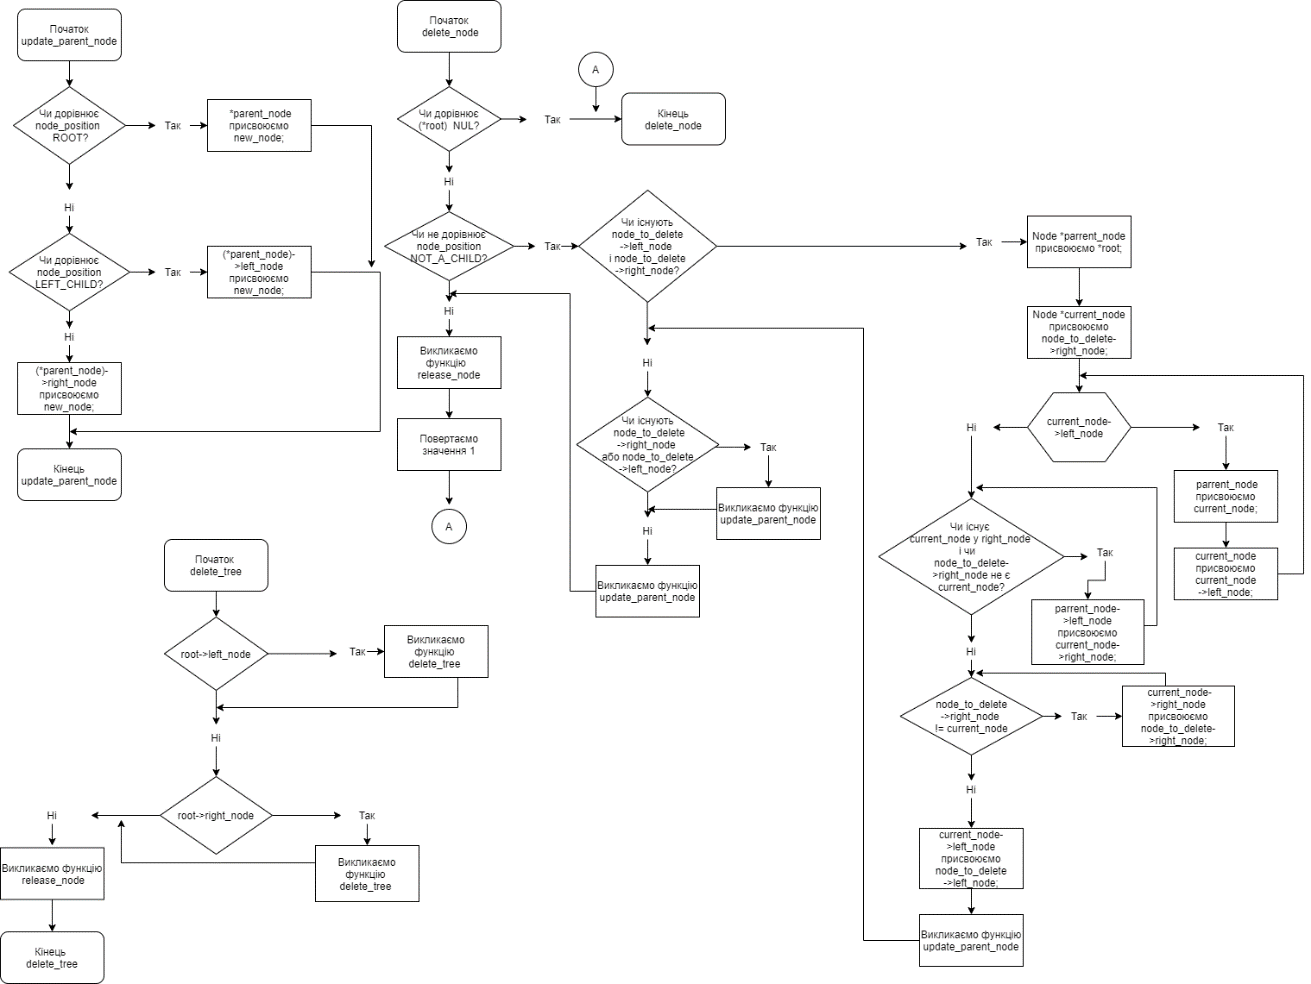 Початок
update_parent_node
Чи дорівнює
node_position
ROOT?
Так
*parent_node
присвоюємо
new_node;
Ні
Чи дорівнює
node_position
LEFT_CHILD?
Так
(*parent_node)-
>left_node
присвоюємо
new_node;
Ні
(*parent_node)-
>right_node
присвоюємо
new_node;
Кінець
update_parent_node
Початок
delete_node
Чи дорівнює
(*root) NUL?
Так
A
Кінець
delete_node
Ні
Чи не дорівнює
node_position
NOT_A_CHILD?
Так
Ні
Викликаємо
функцію
release_node
Повертаємо
значення 1
A
Чи існують
node_to_delete
->left_node
і node_to_delete
->right_node?
Так
Ні
Чи існують
node_to_delete
->right_node
або node_to_delete
->left_node?
Так
Викликаємо функцію
update_parent_node
Ні
Викликаємо функцію
update_parent_node
Node *parrent_node
присвоюємо *root;
Node *current_node
присвоюємо
node_to_delete-
>right_node;
current_node-
>left_node
Ні
Так
parrent_node
присвоюємо
current_node;
current_node
присвоюємо
current_node
->left_node;
Чи існує
current_node у right_node
і чи
node_to_delete-
>right_node не є
current_node?
Так
parrent_node-
>left_node
присвоюємо
current_node-
>right_node;
Ні
node_to_delete
->right_node
!= current_node
Так
current_node-
>right_node
присвоюємо
node_to_delete-
>right_node;
Ні
current_node-
>left_node
присвоюємо
node_to_delete
->left_node;
Викликаємо функцію
update_parent_node
Початок
delete_tree
root->left_node
Так
Викликаємо
функцію
delete_tree
Ні
root->right_node
Ні
Так
Викликаємо
функцію
delete_tree
Викликаємо функцію
release_node
Кінець
delete_tree